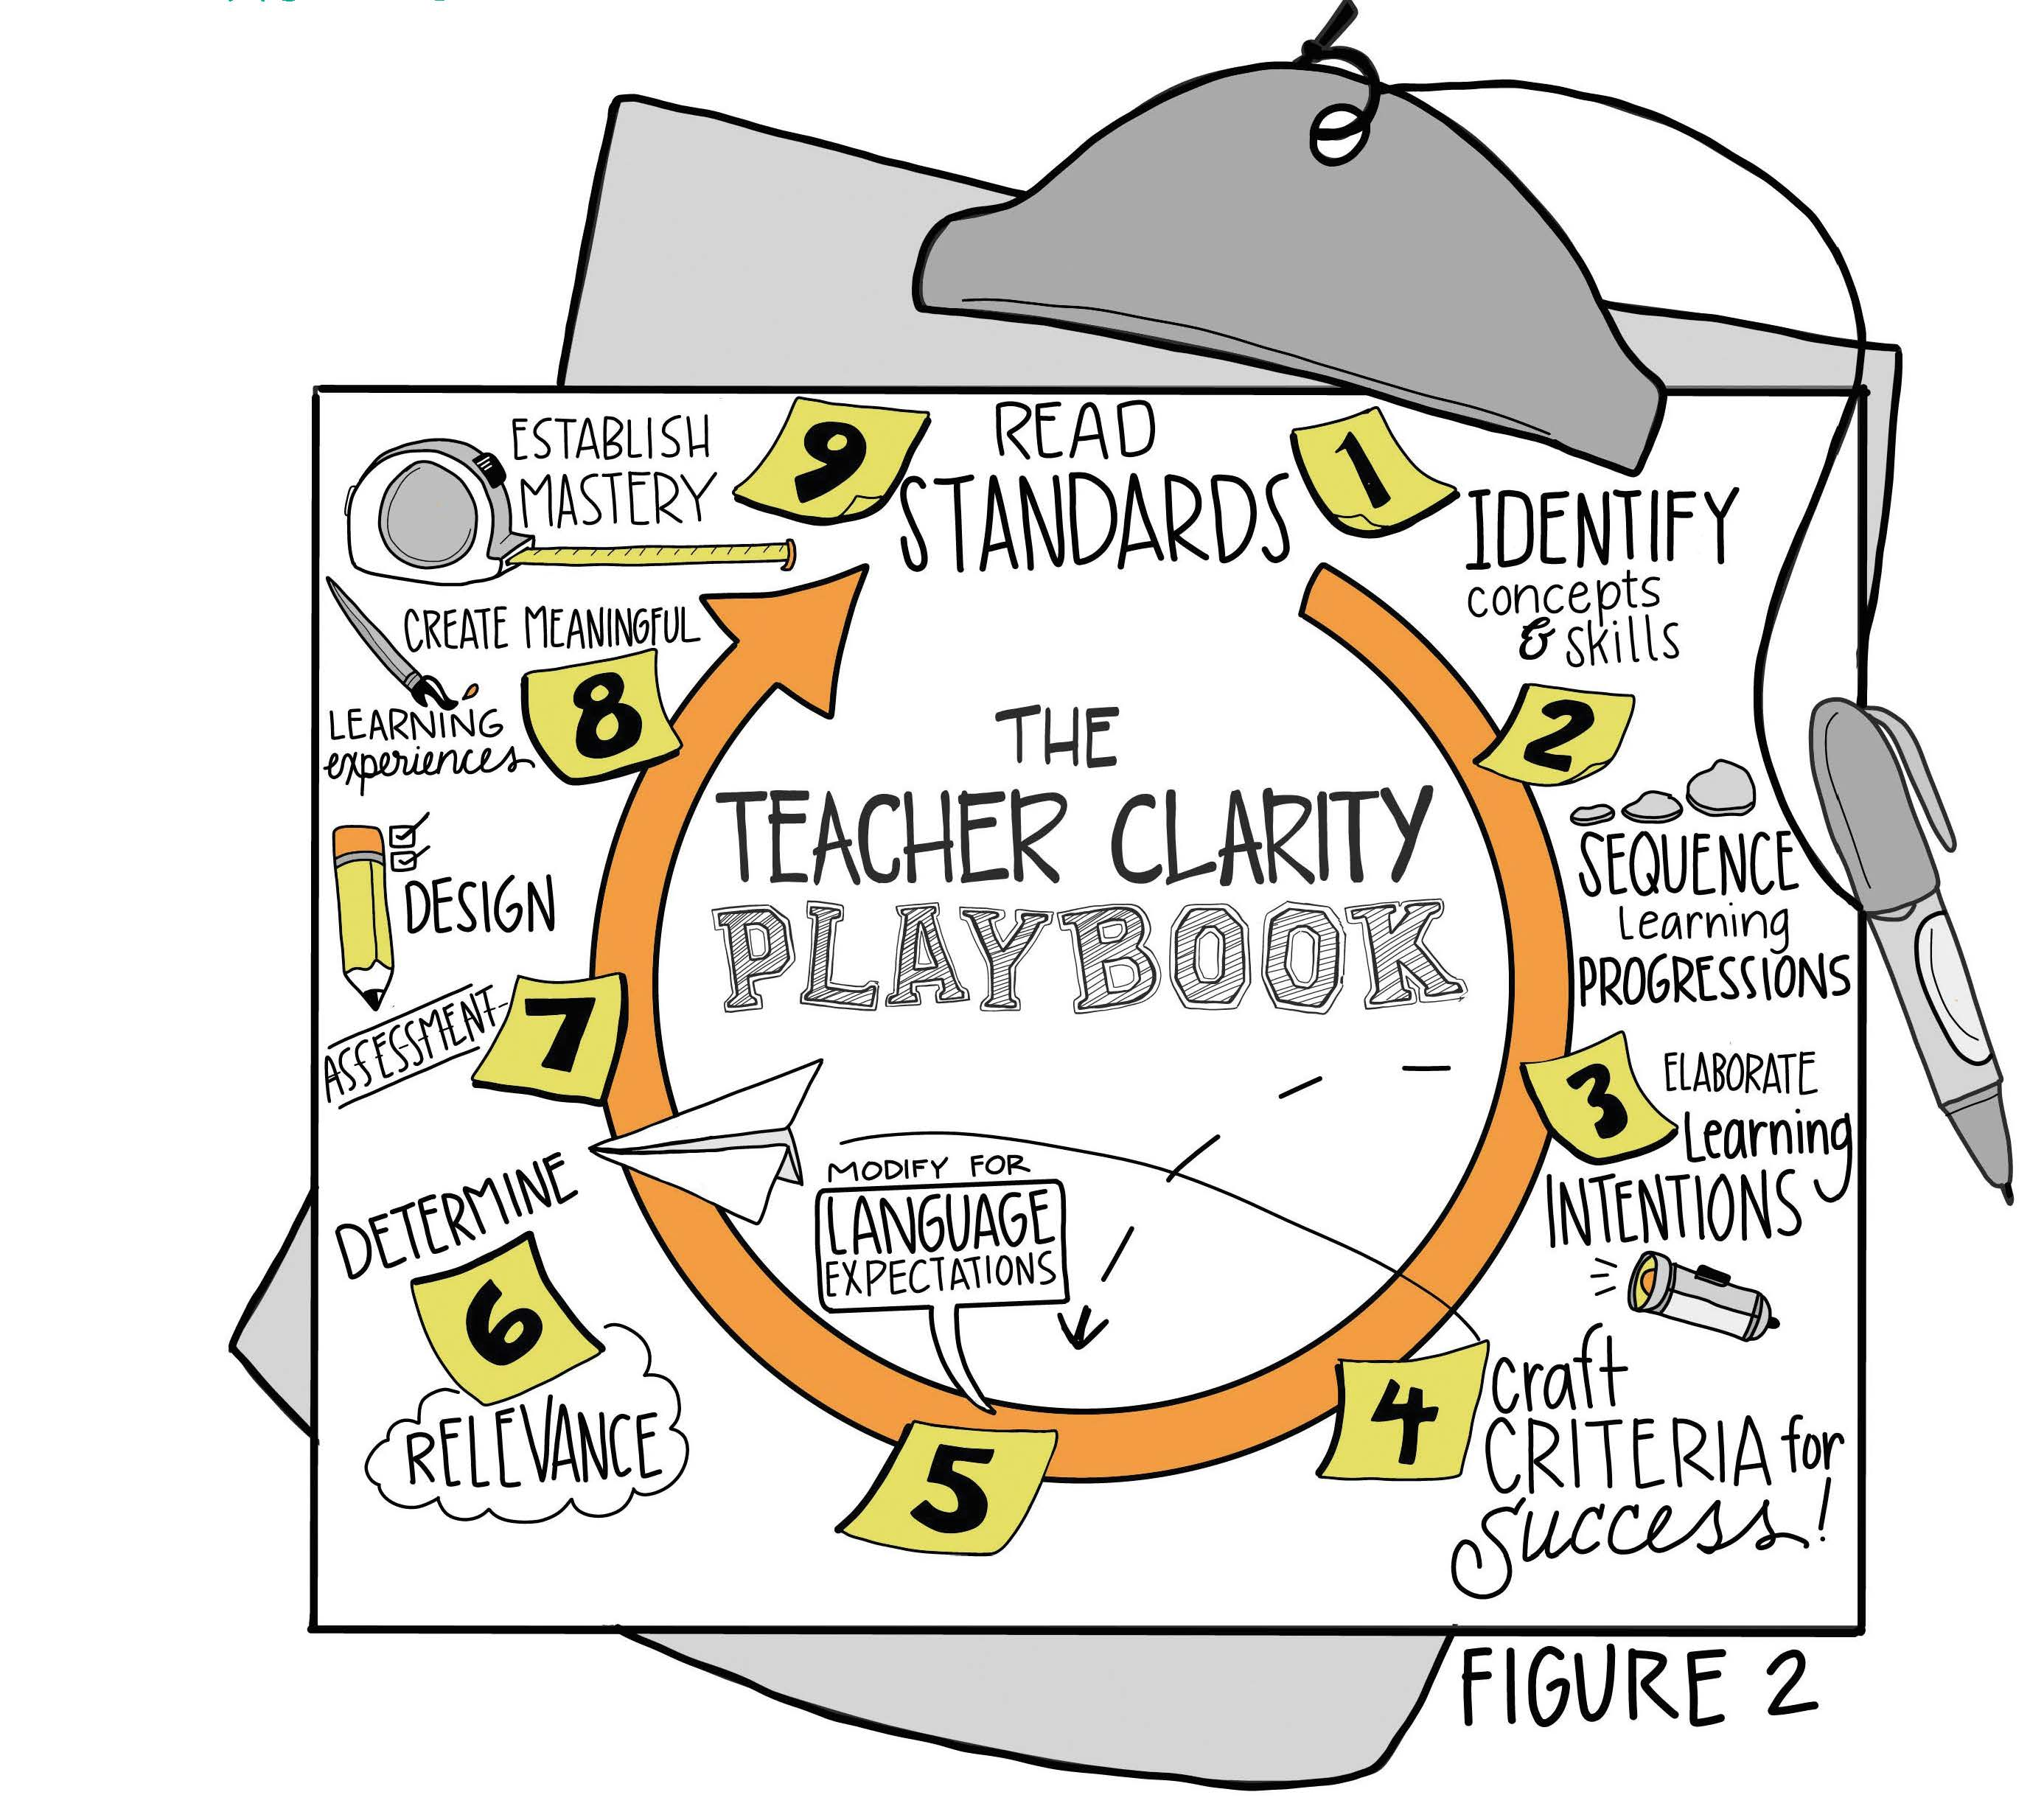 READ
STANDARDS
1
IDENTIFY
concepts
& skills
2
SEQUENCE
Learning
PROGRESSIONS
3
ELABORATE
Learning
INTENTIONS
4
craft
CRITERIA for
Success!
MODIFY FOR
LANGUAGE
EXPECTATIONS
5
DETERMINE
6
RELEVANCE
DESIGN
ASSESSMENT
7
CREATE MEANINGFUL
8
LEARNING
experiences
ESTABLISH
MASTERY
9
THE
TEACHER CLARITY
PLAYBOOK
FIGURE 2